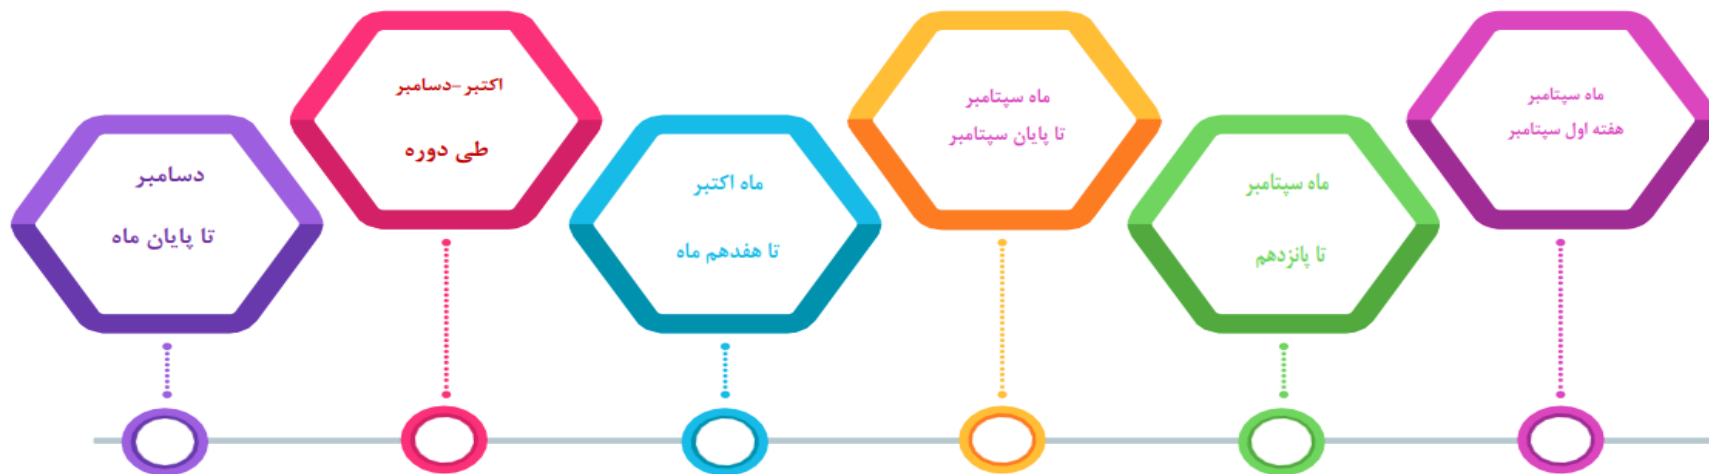 ماه سپتامبر
هفته اول سپتامبر
ماه سپتامبر
تا پانزدهم
ماه سپتامبر
تا پایان سپتامبر
ماه اکتبر
تا هفدهم ماه
اکتبر-دسامبر
طی دوره
دسامبر
تا پایان ماه